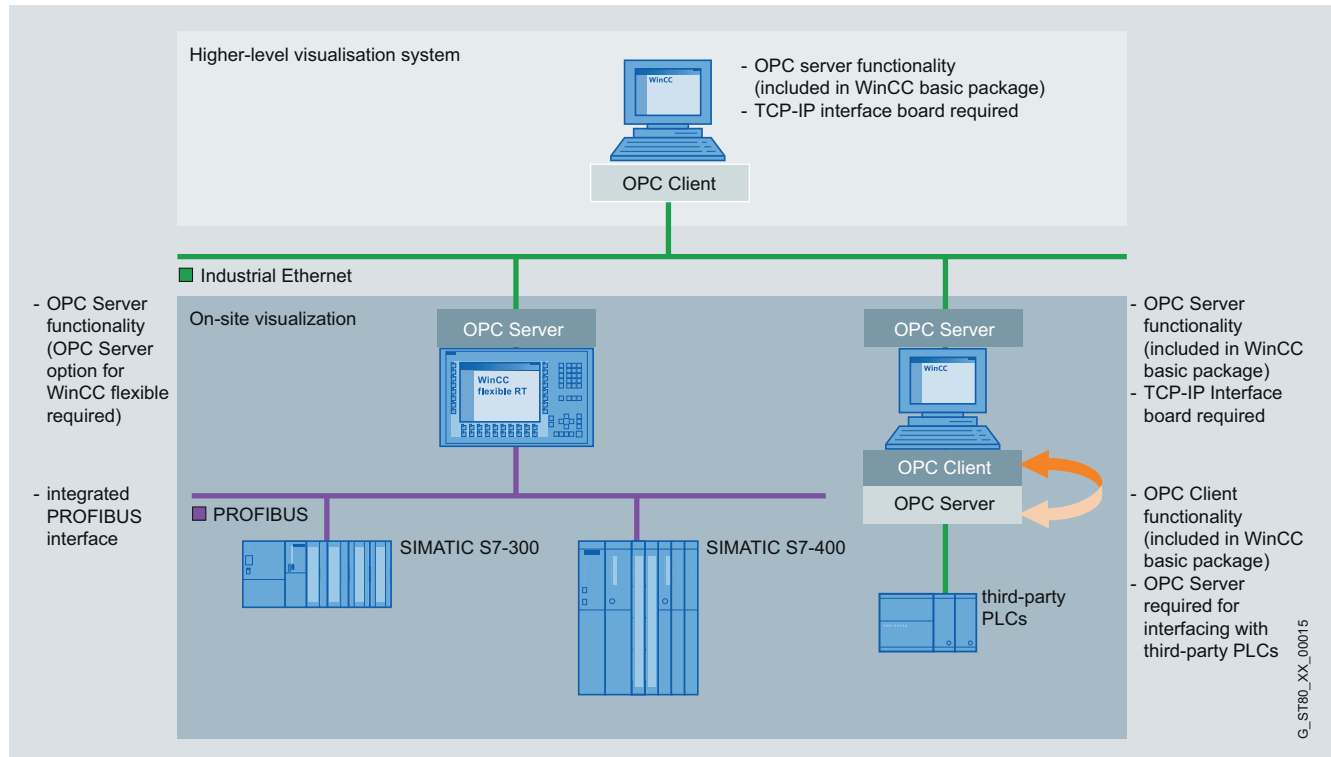 Higher-level visualisation system
WinCC
- OPC server functionality
(included in WinCC basic package)
- TCP-IP interface board required
OPC Client
Industrial Ethernet
- OPC Server
functionality
(OPC Server
option for
WinCC flexible
required)
On-site visualization
OPC Server
WinCC
flexible RT
OPC Server
WinCC
- OPC Server
functionality
(included in WinCC
basic package)
- TCP-IP Interface
board required
OPC Client
OPC Server
- integrated
PROFIBUS
interface
PROFIBUS
SIMATIC S7-300
SIMATIC S7-400
third-party
PLCs
- OPC Client
functionality
(included in WinCC
basic package)
- OPC Server
required for
interfacing with
third-party PLCs
G_ST80_XX_00015